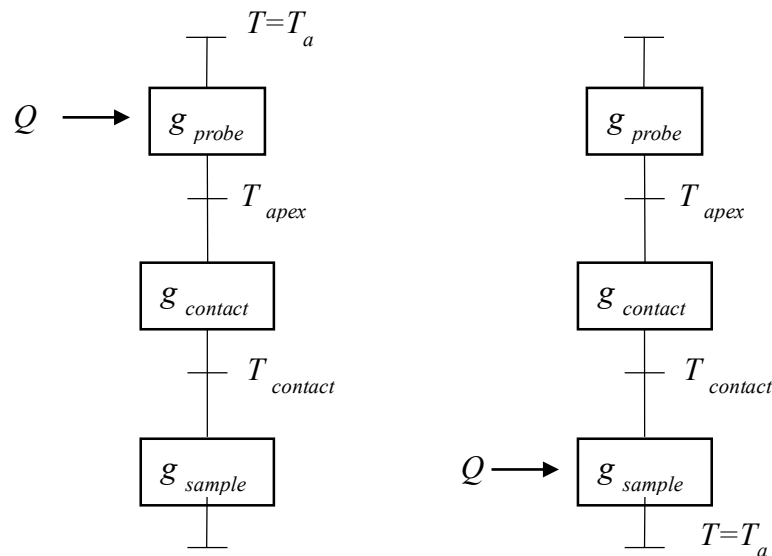 T=T_a
Q → g_probe
g_probe
T_apex
T_apex
g_contact
g_contact
T_contact
T_contact
g_sample
Q → g_sample
T=T_a